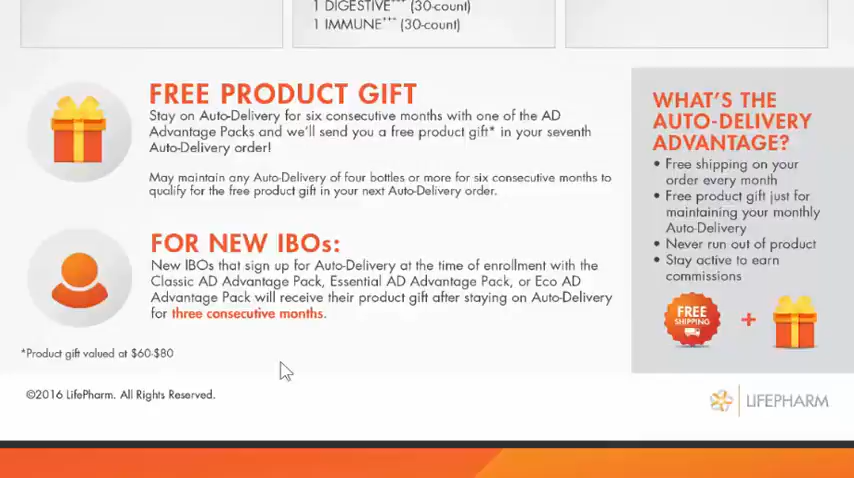 1 DIGESTIVE+++ (30-count)
1 IMMUNE+++ (30-count)
FREE PRODUCT GIFT
Stay on Auto-Delivery for six consecutive months with one of the AD
Advantage Packs and we'll send you a free product gift* in your seventh
Auto-Delivery order!
May maintain any Auto-Delivery of four bottles or more for six consecutive months to
qualify for the free product gift in your next Auto-Delivery order.
FOR NEW IBOs:
New IBOs that sign up for Auto-Delivery at the time of enrollment with the
Classic AD Advantage Pack, Essential AD Advantage Pack, or Eco AD
Advantage Pack will receive their product gift after staying on Auto-Delivery
for three consecutive months.
*Product gift valued at $60-$80
WHAT'S THE
AUTO-DELIVERY
ADVANTAGE?
• Free shipping on your
order every month
• Free product gift just for
maintaining your monthly
Auto-Delivery
• Never run out of product
• Stay active to earn
commissions
FREE
SHIPPING
+
©2016 LifePharm. All Rights Reserved.
LIFEPHARM